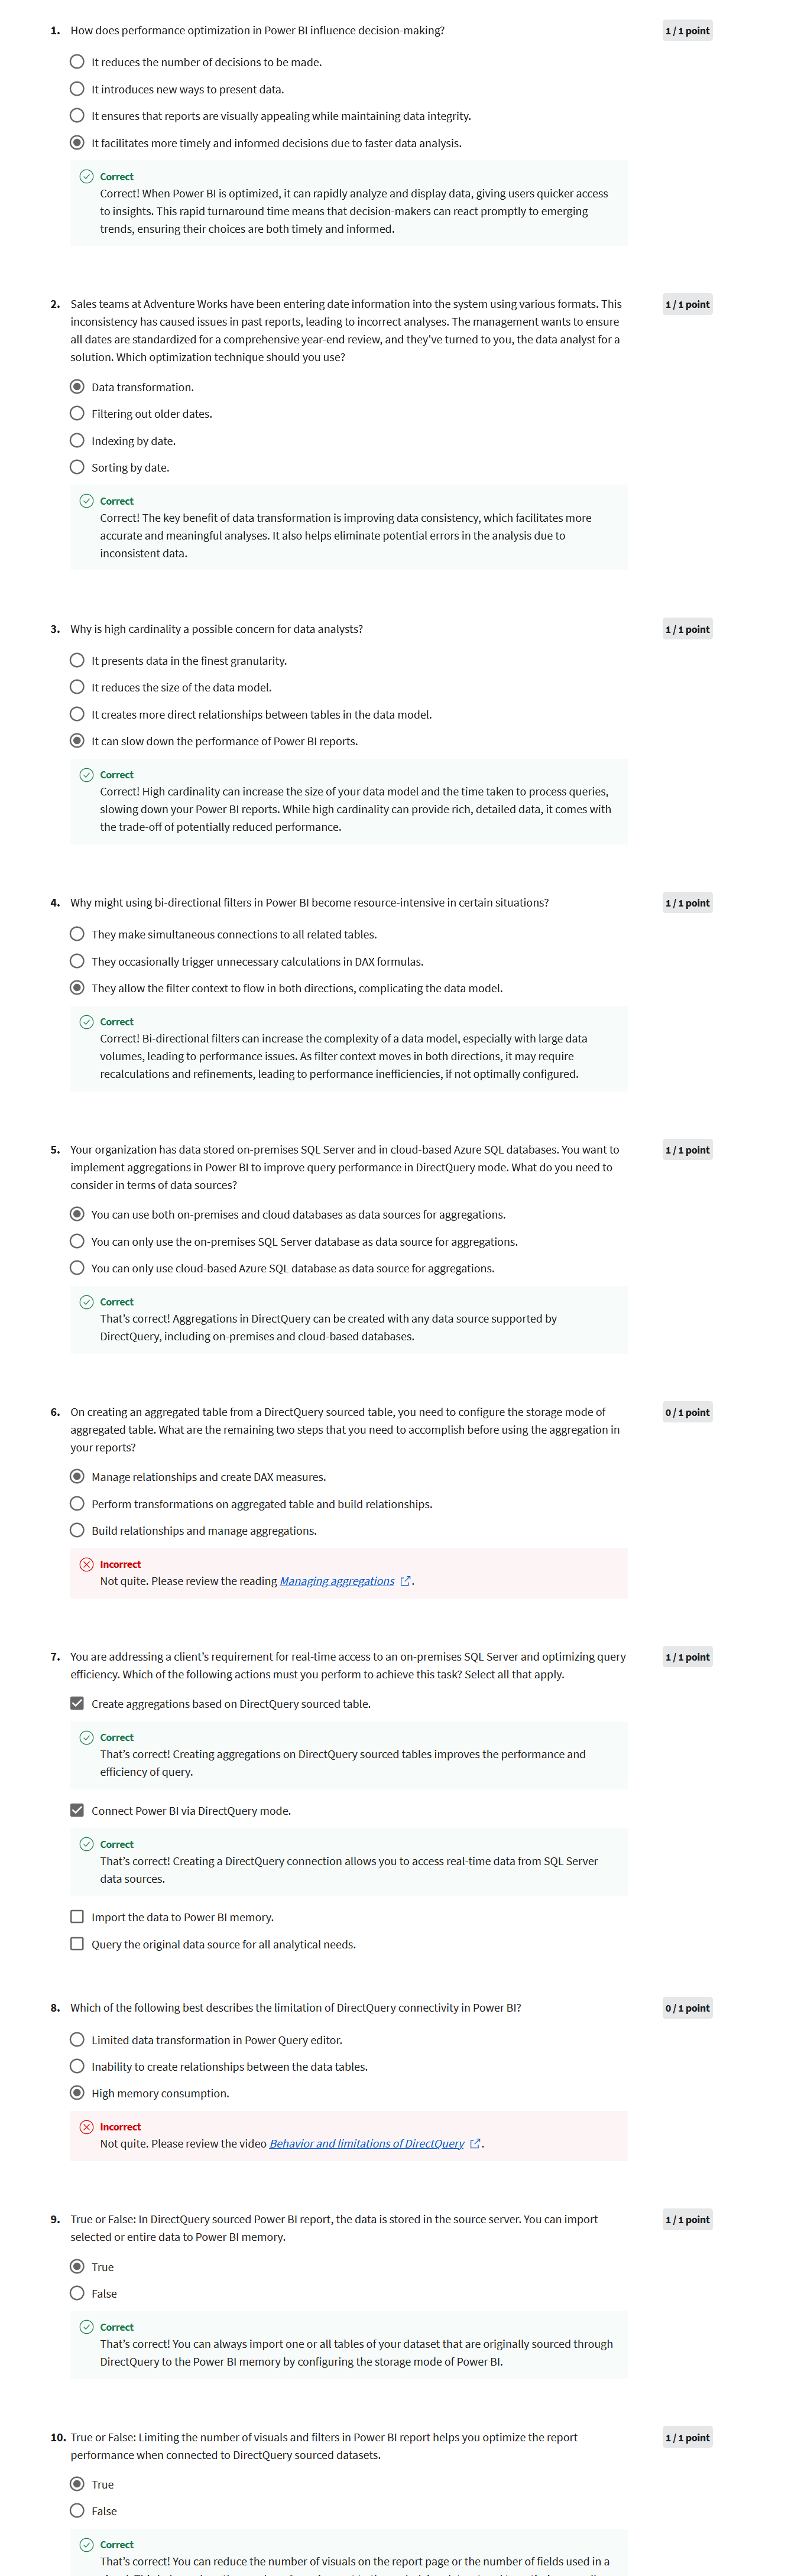 1. How does performance optimization in Power BI influence decision-making?
1 / 1 point
It reduces the number of decisions to be made.
It introduces new ways to present data.
It ensures that reports are visually appealing while maintaining data integrity.
It facilitates more timely and informed decisions due to faster data analysis.
Correct
Correct! When Power BI is optimized, it can rapidly analyze and display data, giving users quicker access
to insights. This rapid turnaround time means that decision-makers can react promptly to emerging
trends, ensuring their choices are both timely and informed.
2. Sales teams at Adventure Works have been entering date information into the system using various formats. This
1 / 1 point
inconsistency has caused issues in past reports, leading to incorrect analyses. The management wants to ensure
all dates are standardized for a comprehensive year-end review, and they've turned to you, the data analyst for a
solution. Which optimization technique should you use?
Data transformation.
Filtering out older dates.
Indexing by date.
Sorting by date.
Correct
Correct! The key benefit of data transformation is improving data consistency, which facilitates more
accurate and meaningful analyses. It also helps eliminate potential errors in the analysis due to
inconsistent data.
3. Why is high cardinality a possible concern for data analysts?
1 / 1 point
It presents data in the finest granularity.
It reduces the size of the data model.
It creates more direct relationships between tables in the data model.
It can slow down the performance of Power BI reports.
Correct
Correct! High cardinality can increase the size of your data model and the time taken to process queries,
slowing down your Power BI reports. While high cardinality can provide rich, detailed data, it comes with
the trade-off of potentially reduced performance.
4. Why might using bi-directional filters in Power BI become resource-intensive in certain situations?
1 / 1 point
They make simultaneous connections to all related tables.
They occasionally trigger unnecessary calculations in DAX formulas.
They allow the filter context to flow in both directions, complicating the data model.
Correct
Correct! Bi-directional filters can increase the complexity of a data model, especially with large data
volumes, leading to performance issues. As filter context moves in both directions, it may require
recalculations and refinements, leading to performance inefficiencies, if not optimally configured.
5. Your organization has data stored on-premises SQL Server and in cloud-based Azure SQL databases. You want to
1 / 1 point
implement aggregations in Power BI to improve query performance in DirectQuery mode. What do you need to
consider in terms of data sources?
You can use both on-premises and cloud databases as data sources for aggregations.
You can only use the on-premises SQL Server database as data source for aggregations.
You can only use cloud-based Azure SQL database as data source for aggregations.
Correct
That's correct! Aggregations in DirectQuery can be created with any data source supported by
DirectQuery, including on-premises and cloud-based databases.
6. On creating an aggregated table from a DirectQuery sourced table, you need to configure the storage mode of
0 / 1 point
aggregated table. What are the remaining two steps that you need to accomplish before using the aggregation in
your reports?
Manage relationships and create DAX measures.
Perform transformations on aggregated table and build relationships.
Build relationships and manage aggregations.
Incorrect
Not quite. Please review the reading Managing aggregations.
7. You are addressing a client's requirement for real-time access to an on-premises SQL Server and optimizing query
1 / 1 point
efficiency. Which of the following actions must you perform to achieve this task? Select all that apply.
Create aggregations based on DirectQuery sourced table.
Correct
That's correct! Creating aggregations on DirectQuery sourced tables improves the performance and
efficiency of query.
Connect Power BI via DirectQuery mode.
Correct
That's correct! Creating a DirectQuery connection allows you to access real-time data from SQL Server
data sources.
Import the data to Power BI memory.
Query the original data source for all analytical needs.
8. Which of the following best describes the limitation of DirectQuery connectivity in Power BI?
0 / 1 point
Limited data transformation in Power Query editor.
Inability to create relationships between the data tables.
High memory consumption.
Incorrect
Not quite. Please review the video Behavior and limitations of DirectQuery.
9. True or False: In DirectQuery sourced Power BI report, the data is stored in the source server. You can import
1 / 1 point
selected or entire data to Power BI memory.
True
False
Correct
That's correct! You can always import one or all tables of your dataset that are originally sourced through
DirectQuery to the Power BI memory by configuring the storage mode of Power BI.
10. True or False: Limiting the number of visuals and filters in Power BI report helps you optimize the report
1 / 1 point
performance when connected to DirectQuery sourced datasets.
True
False
Correct
That's correct! You can reduce the number of visuals on the report page or the number of fields used in a